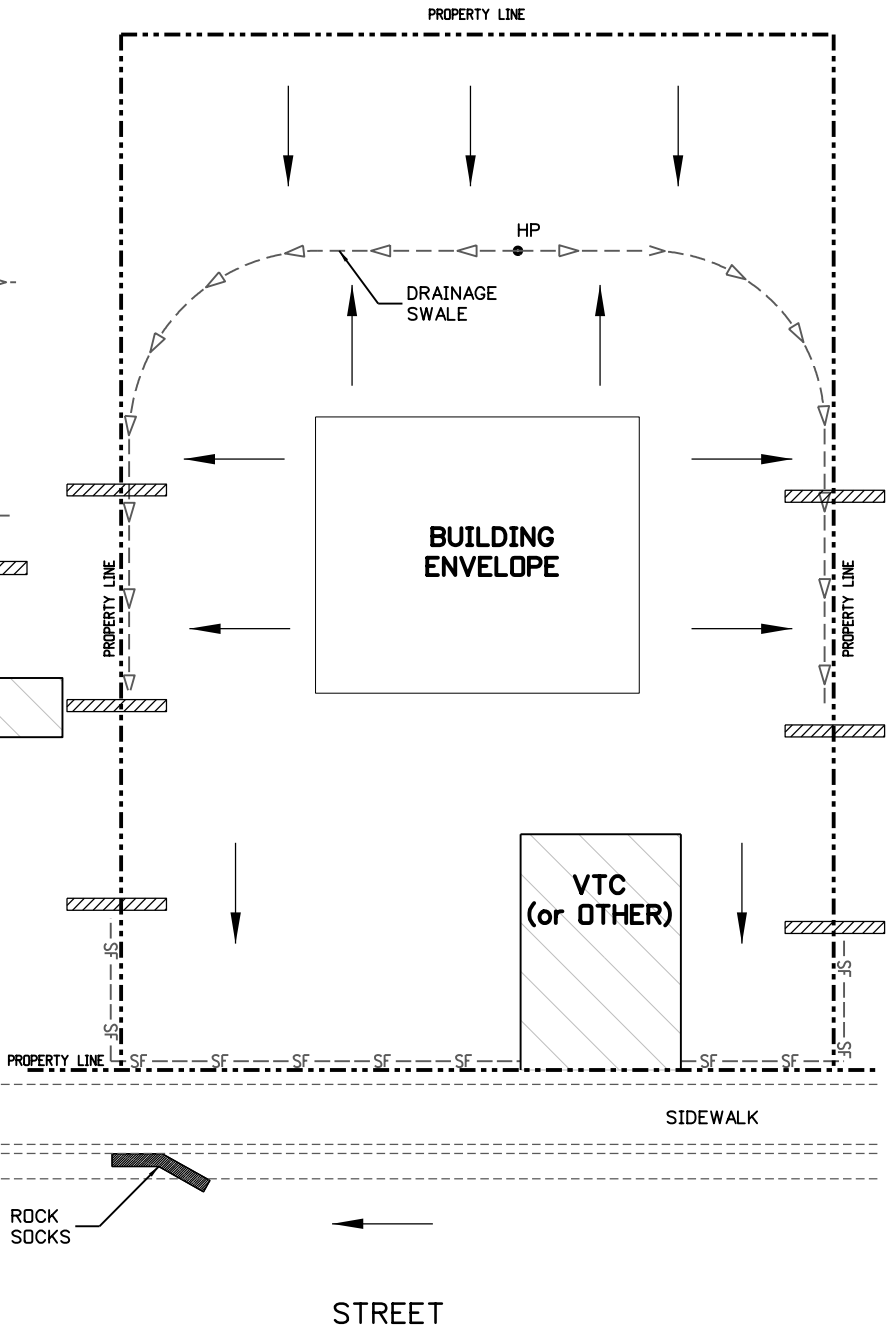 PROPERTY LINE
HP
DRAINAGE
SWALE
BUILDING
ENVELOPE
PROPERTY LINE
PROPERTY LINE
VTC
(or OTHER)
SF
SF
SF
SF
PROPERTY LINE
SF
SF
SF
SF
SF
SF
SF
SIDEWALK
ROCK
SOCKS
STREET